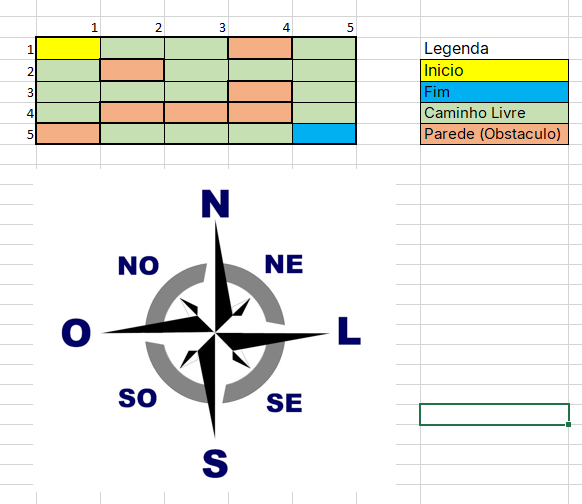 1 2 3 4 5
1 Legenda
2 Inicio
3 Fim
4 Caminho Livre
5 Parede (Obstaculo)
N
NO NE
O L
SO SE
S